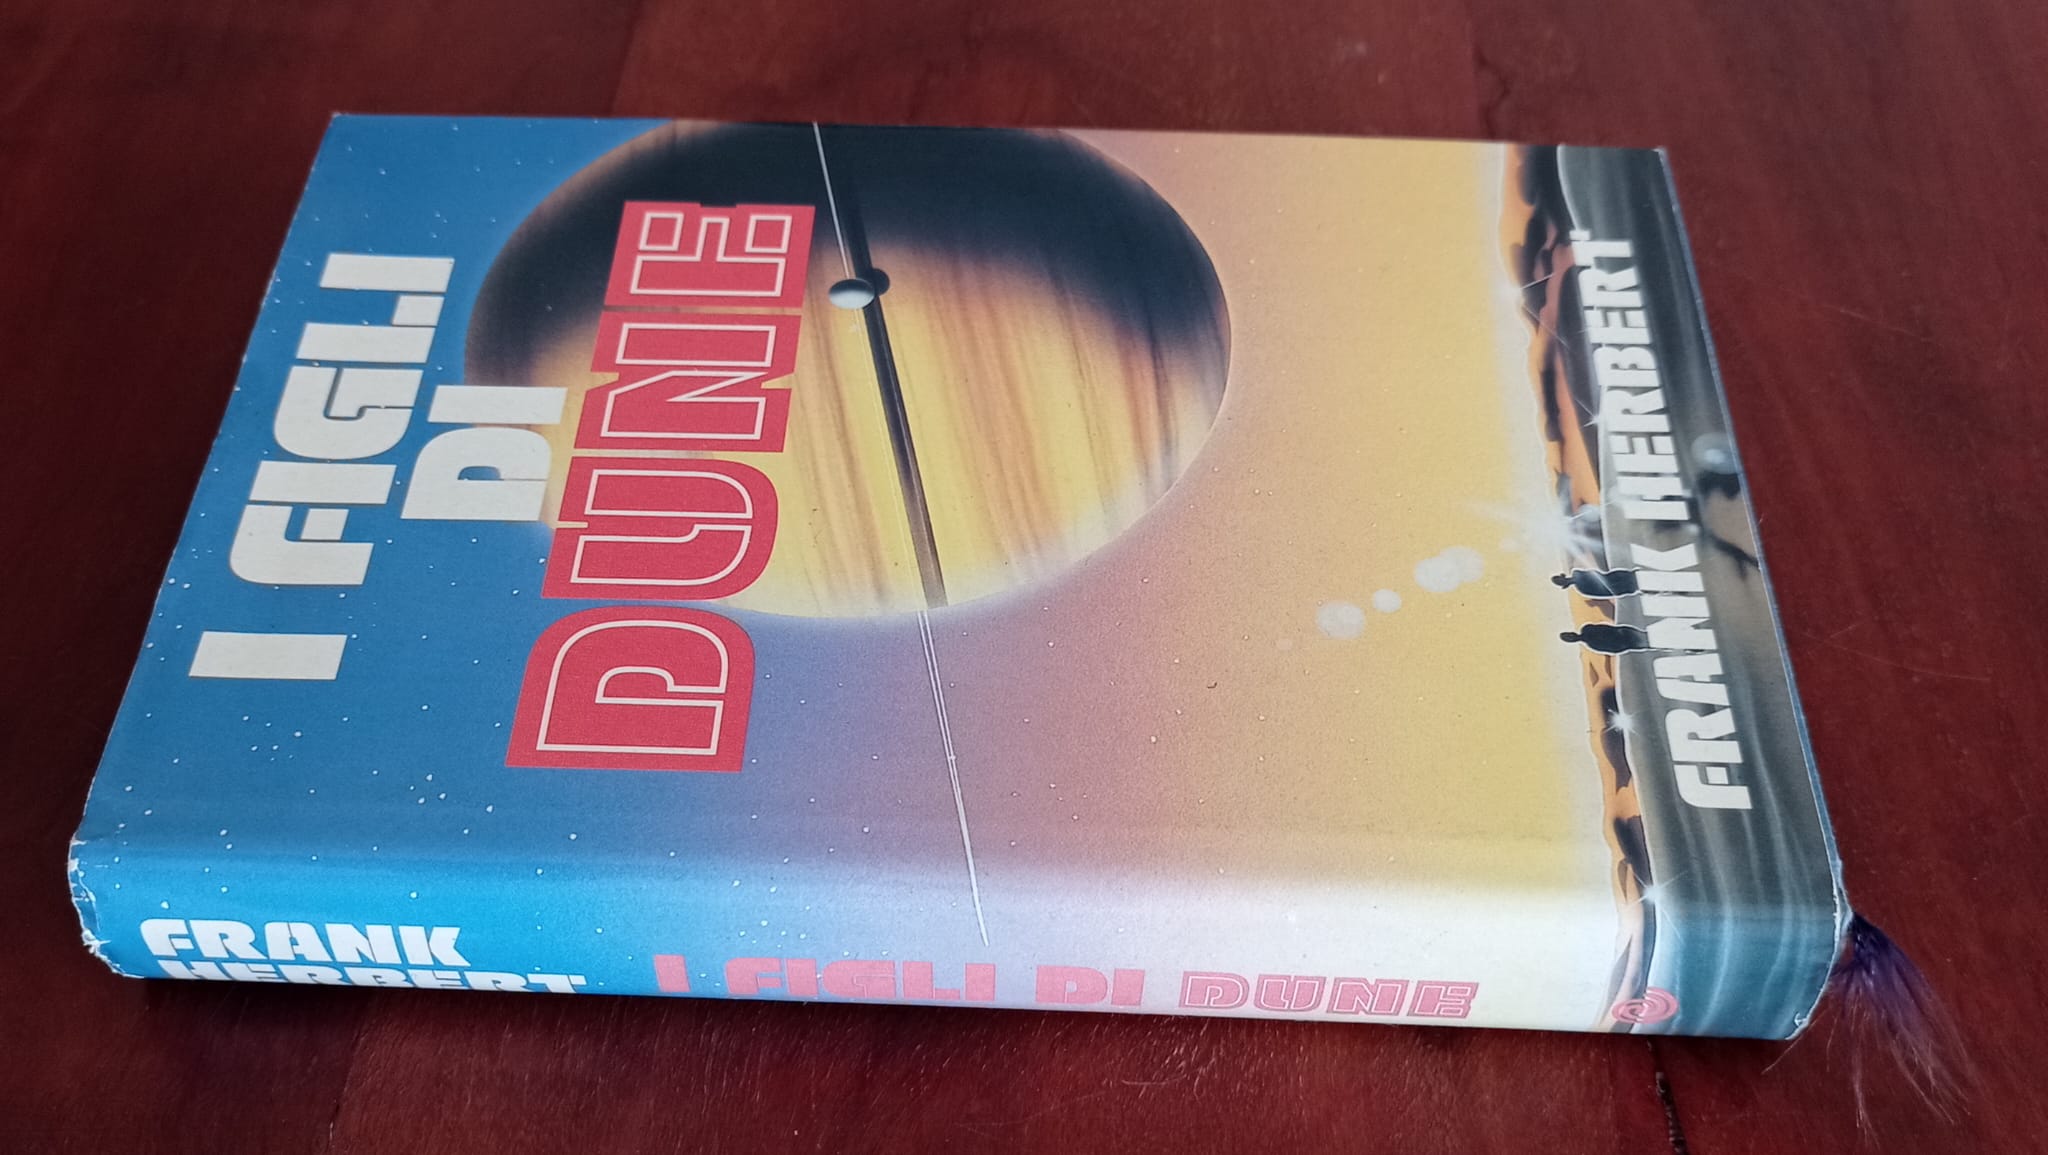 I FIGLI
DI
DUNE
FRANK HERBERT
FRANK
HERBERT
I FIGLI DI DUNE